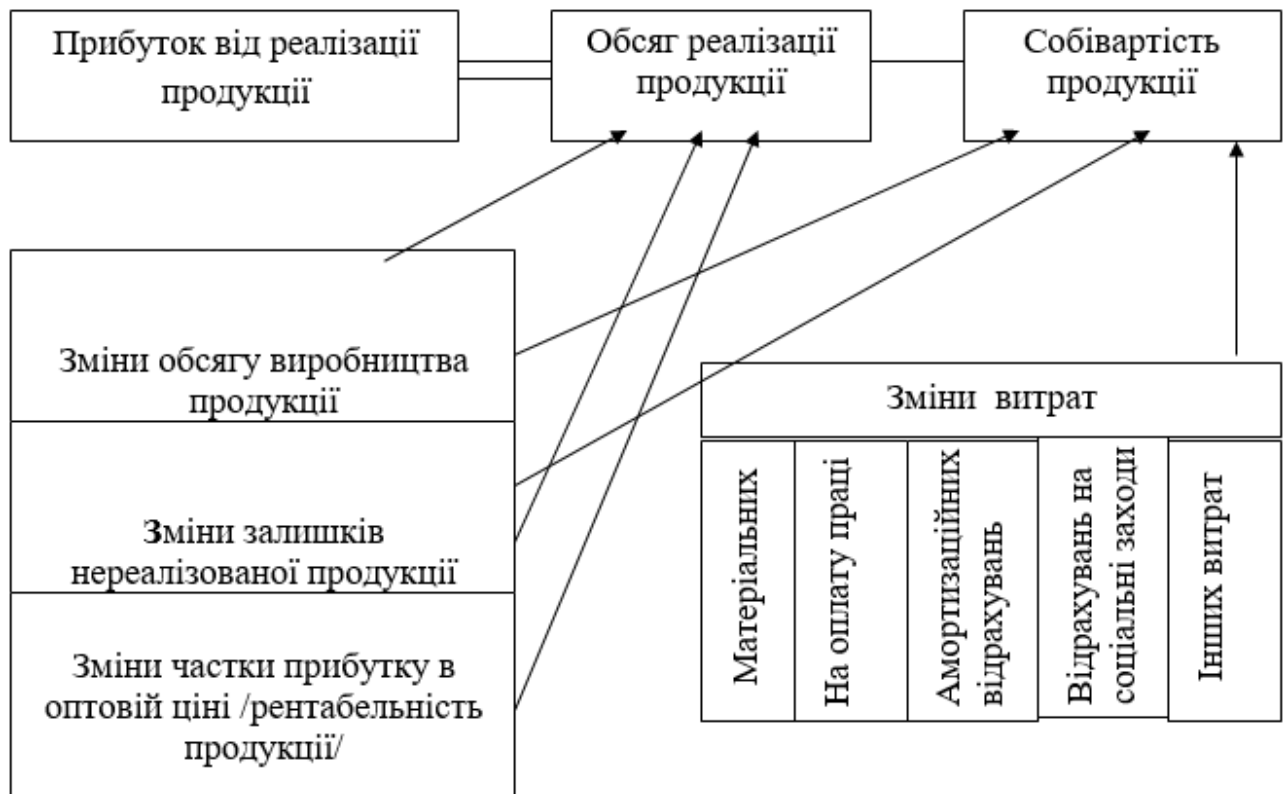 Прибуток від реалізації
продукції
Обсяг реалізації
продукції
Собівартість
продукції
Зміни обсягу виробництва
продукції
Зміни залишків
нереалізованої продукції
Зміни частки прибутку в
оптовій ціні /рентабельність
продукції/
Зміни витрат
Матеріальних
На оплату праці
Амортизаційних
відрахувань
Відрахувань на
соціальні заходи
Інших витрат